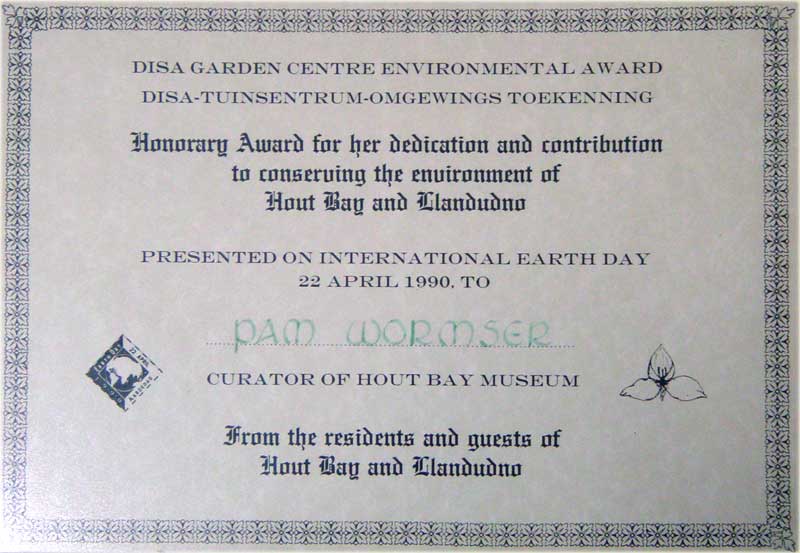 DISA GARDEN CENTRE ENVIRONMENTAL AWARD
DISA-TUINSENTRUM-OMGEWINGS TOEKENNING
Honorary Award for her dedication and contribution
to conserving the environment of
Hout Bay and Llandudno
PRESENTED ON INTERNATIONAL EARTH DAY
22 APRIL 1990, TO
PAM WORMSER
CURATOR OF HOUT BAY MUSEUM
From the residents and guests of
Hout Bay and Llandudno